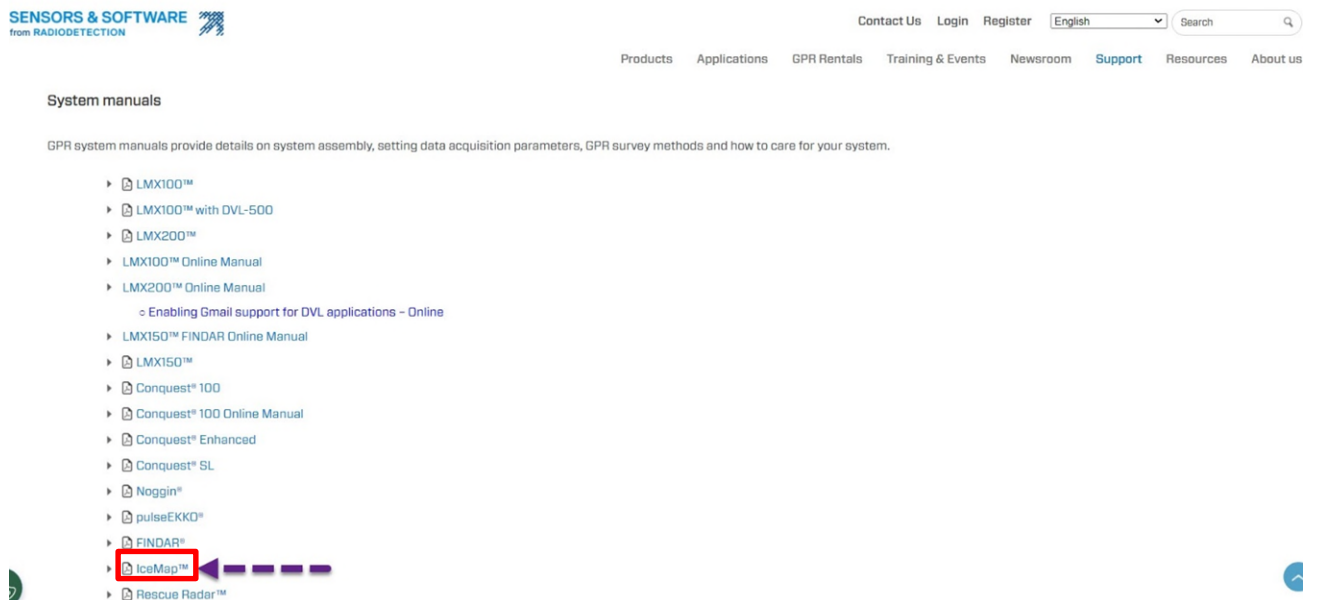 SENSORS & SOFTWARE
from RADIODETECTION
Contact Us Login Register English Search
Products Applications GPR Rentals Training & Events Newsroom Support Resources About us
System manuals
GPR system manuals provide details on system assembly, setting data acquisition parameters, GPR survey methods and how to care for your system.
LMX100™
LMX100™ with DVL-500
LMX200™
LMX100™ Online Manual
LMX200™ Online Manual
Enabling Gmail support for DVL applications – Online
LMX150™ FINDAR Online Manual
LMX150™
Conquest® 100
Conquest® 100 Online Manual
Conquest® Enhanced
Conquest® SL
Noggin®
pulseEKKO®
FINDAR®
IceMap™
Rescue Radar™